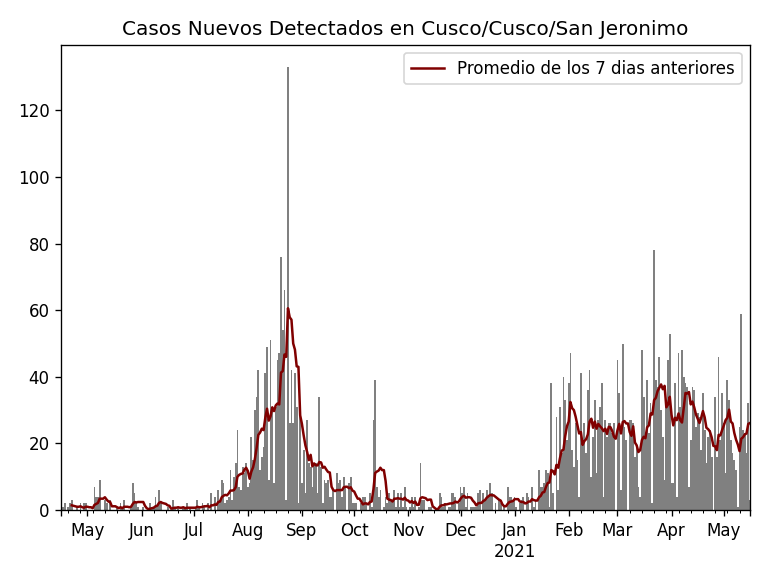 Casos Nuevos Detectados en Cusco/Cusco/San Jeronimo
Promedio de los 7 dias anteriores
120
100
80
60
40
20
0
May Jun Jul Aug Sep Oct Nov Dec Jan Feb Mar Apr May
2021